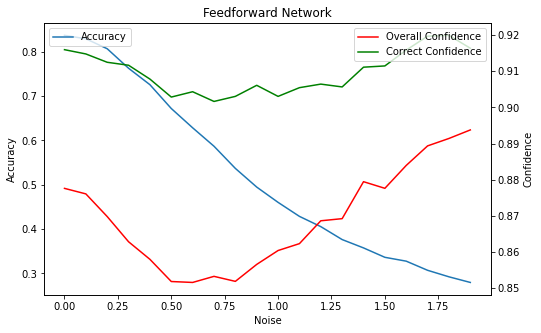 Feedforward Network
Accuracy
Overall Confidence
Correct Confidence
0.8
0.7
0.6
0.5
0.4
0.3
Accuracy
0.92
0.91
0.90
0.89
0.88
0.87
0.86
0.85
Confidence
0.00 0.25 0.50 0.75 1.00 1.25 1.50 1.75
Noise